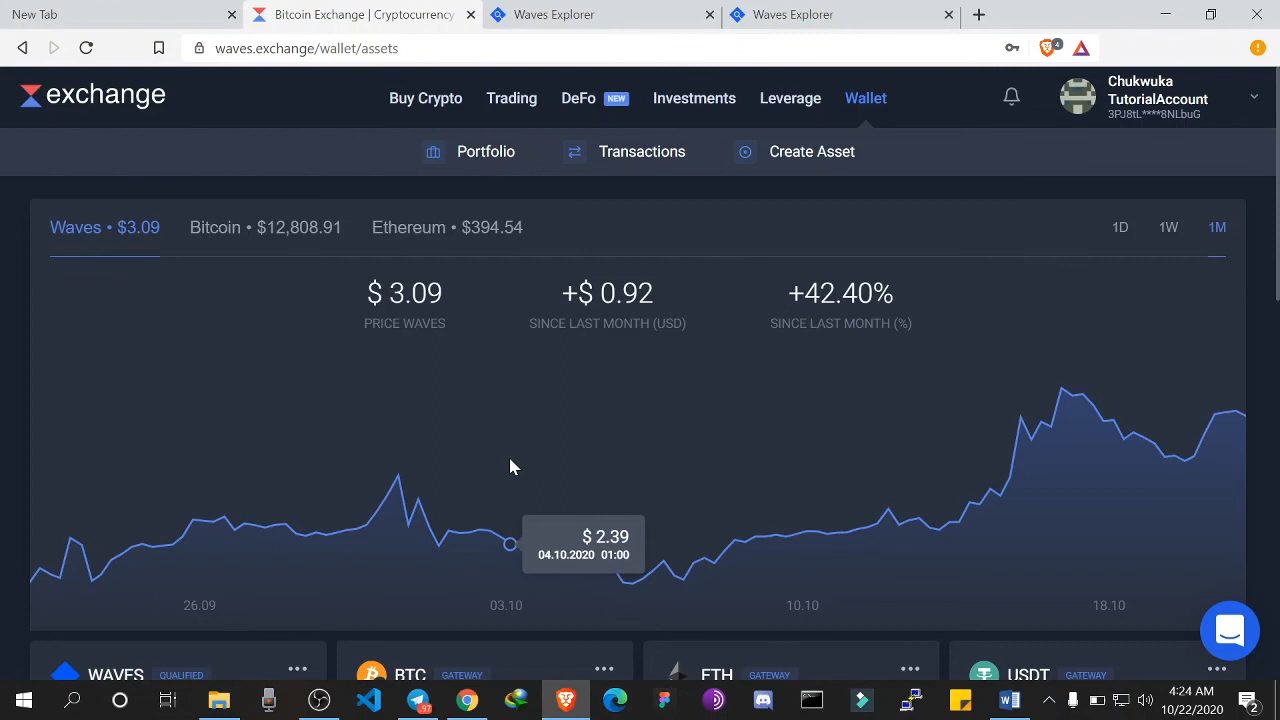 New Tab
Bitcoin Exchange | Cryptocurrency
Waves Explorer
Waves Explorer
waves.exchange/wallet/assets
4
exchange
Buy Crypto
Trading
DeFo NEW
Investments
Leverage
Wallet
Chukwuka
TutorialAccount
3PJ8tL****8NLbuG
Portfolio
Transactions
Create Asset
Waves • $3.09
Bitcoin • $12,808.91
Ethereum • $394.54
1D
1W
1M
$ 3.09
+$ 0.92
+42.40%
PRICE WAVES
SINCE LAST MONTH (USD)
SINCE LAST MONTH (%)
$ 2.39
04.10.2020 01:00
26.09
03.10
10.10
18.10
WAVES QUALIFIED
BTC GATEWAY
ETH GATEWAY
USDT GATEWAY
97
4:24 AM
10/22/2020
2